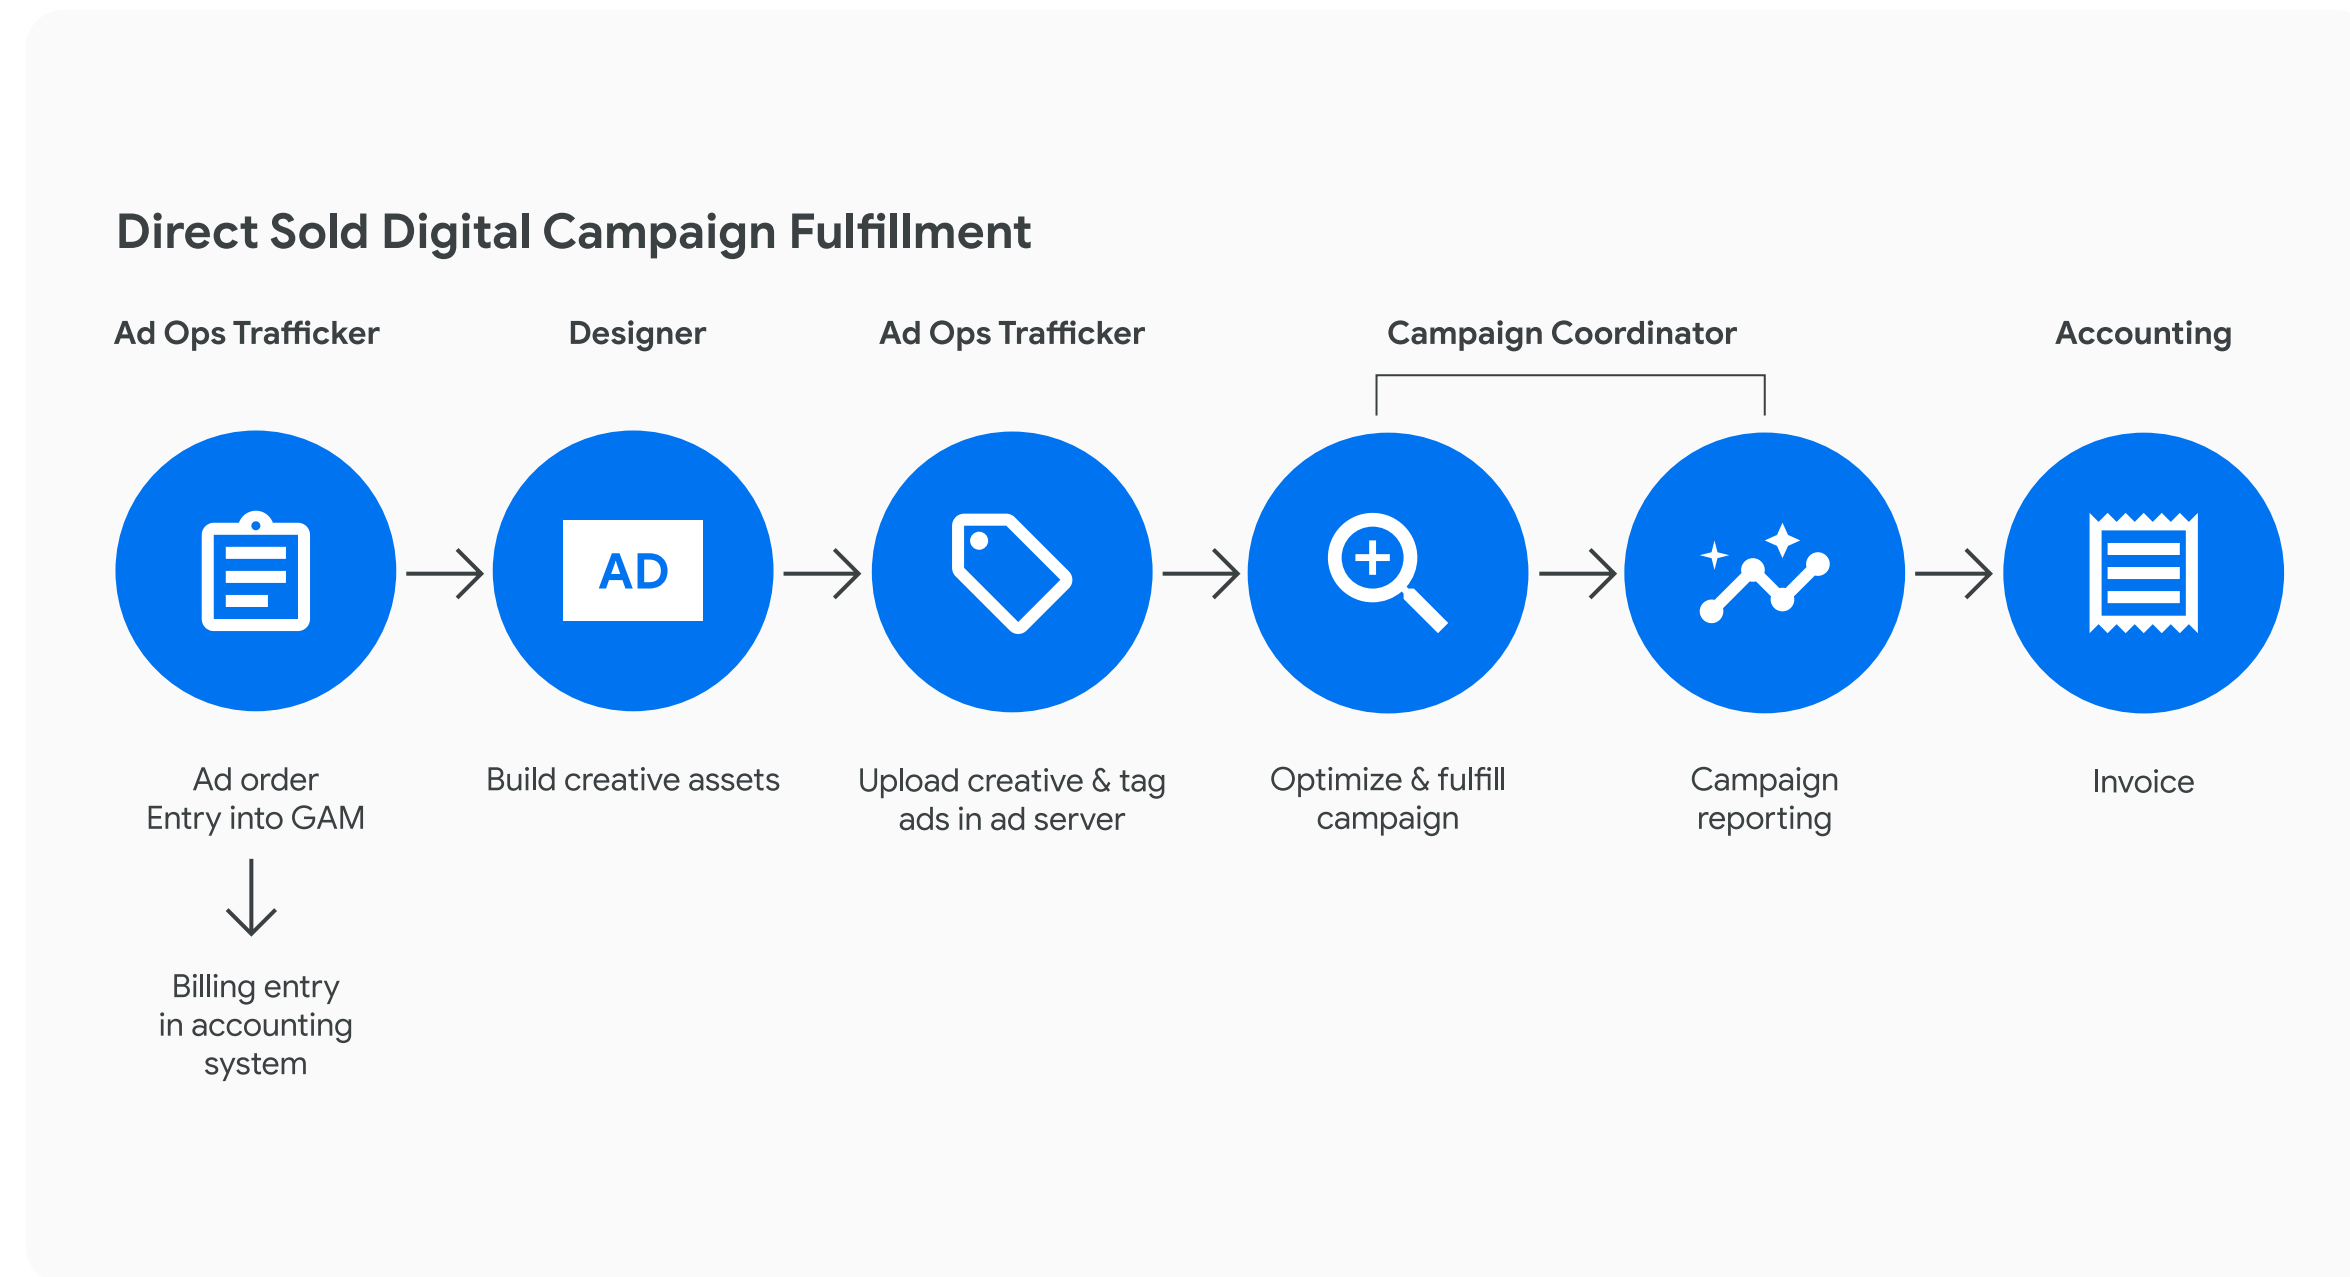 Direct Sold Digital Campaign Fulfillment
Ad Ops Trafficker
Designer
Ad Ops Trafficker
Campaign Coordinator
Accounting
AD
Ad order
Entry into GAM
Build creative assets
Upload creative & tag
ads in ad server
Optimize & fulfill
campaign
Campaign
reporting
Invoice
Billing entry
in accounting
system